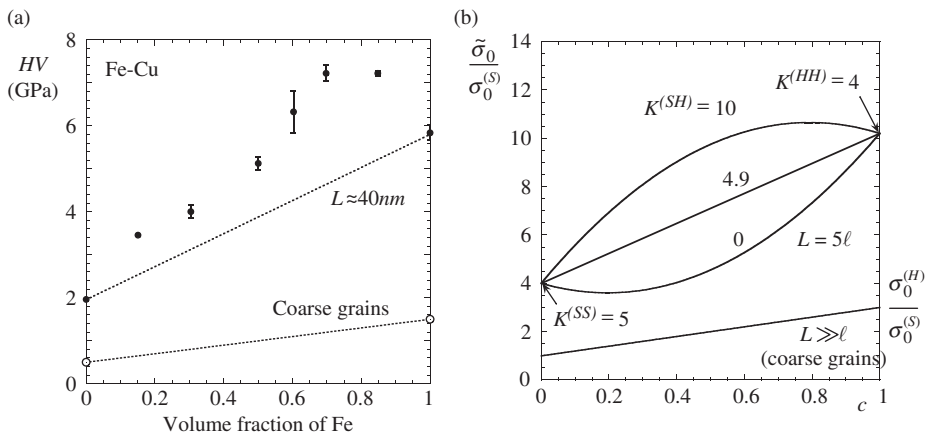 (a)
HV
(GPa)
8
6
4
2
0
Fe-Cu
L≈40nm
Coarse grains
0 0.2 0.4 0.6 0.8 1
Volume fraction of Fe
(b)
σ̃₀
σ₀⁽ˢ⁾
14
12
10
8
6
4
2
0
K⁽ᔆᴴ⁾ = 10
K⁽ᴴᴴ⁾ = 4
4.9
0
L = 5ℓ
K⁽ᔆᔆ⁾ = 5
L≫ℓ
(coarse grains)
σ₀⁽ᴴ⁾
σ₀⁽ˢ⁾
0 0.2 0.4 0.6 0.8 1
c